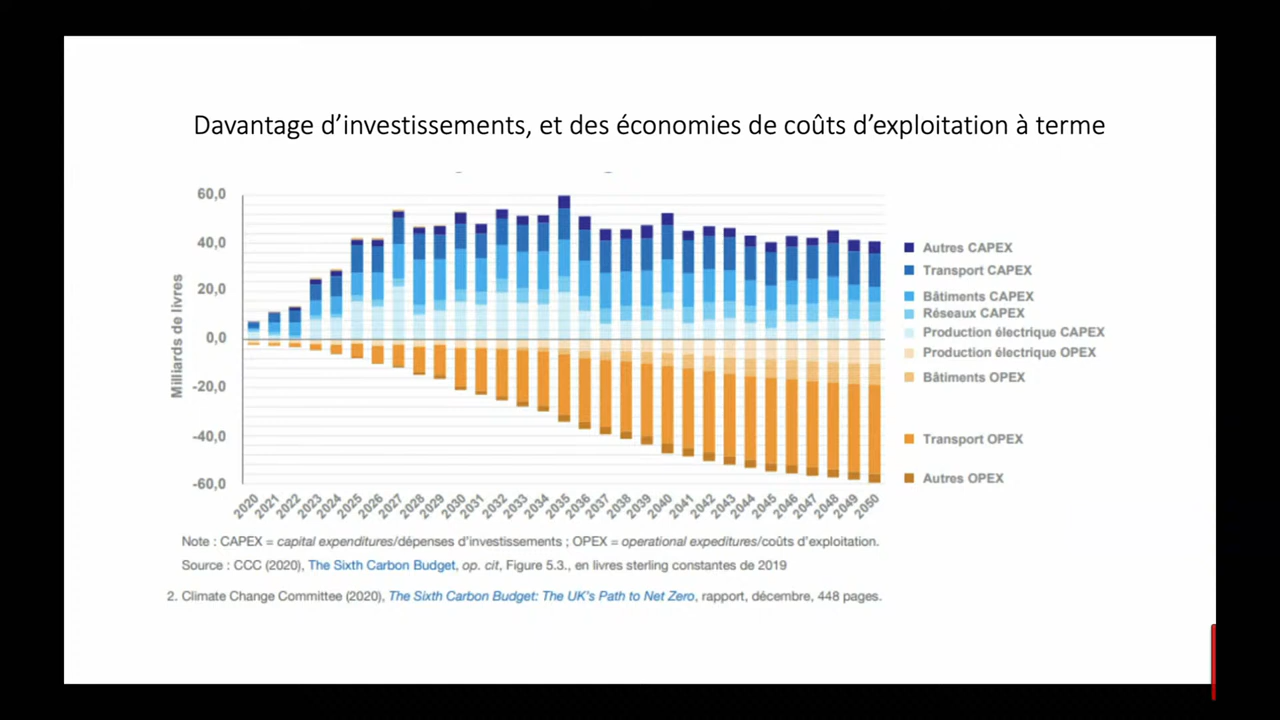 Davantage d'investissements, et des économies de coûts d'exploitation à terme
Milliards de livres
60,0
40,0
20,0
0,0
-20,0
-40,0
-60,0
2020 2021 2022 2023 2024 2025 2026 2027 2028 2029 2030 2031 2032 2033 2034 2035 2036 2037 2038 2039 2040 2041 2042 2043 2044 2045 2046 2047 2048 2049 2050
Autres CAPEX
Transport CAPEX
Bâtiments CAPEX
Réseaux CAPEX
Production électrique CAPEX
Production électrique OPEX
Bâtiments OPEX
Transport OPEX
Autres OPEX
Note : CAPEX = capital expenditures/dépenses d'investissements ; OPEX = operational expeditures/coûts d'exploitation.
Source : CCC (2020), The Sixth Carbon Budget, op. cit, Figure 5.3., en livres sterling constantes de 2019
2. Climate Change Committee (2020), The Sixth Carbon Budget: The UK's Path to Net Zero, rapport, décembre, 448 pages.